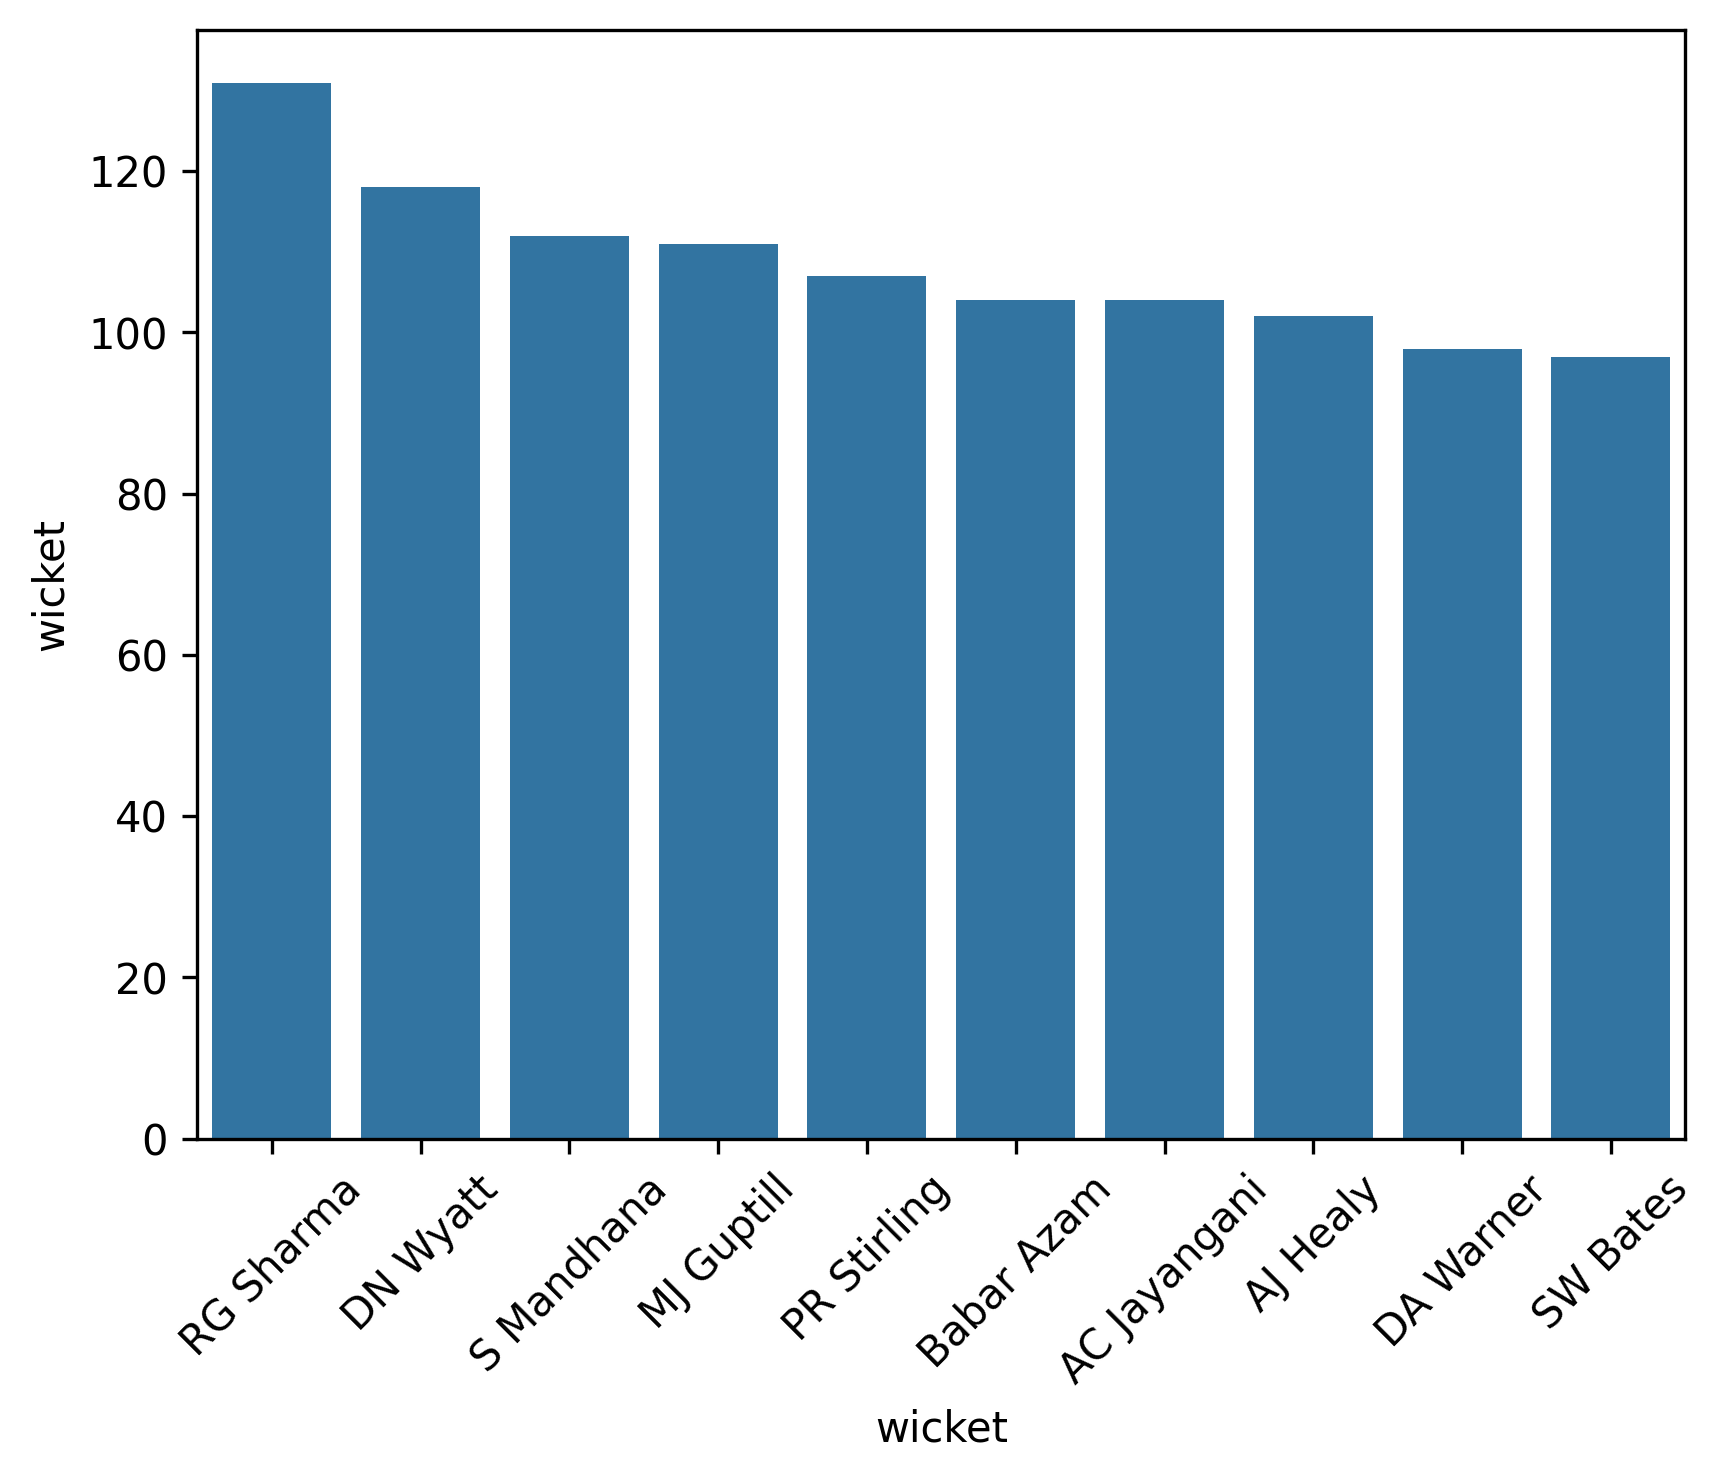 120
100
80
60
40
20
0
wicket
RG Sharma
DN Wyatt
S Mandhana
MJ Guptill
PR Stirling
Babar Azam
AC Jayangani
AJ Healy
DA Warner
SW Bates
wicket